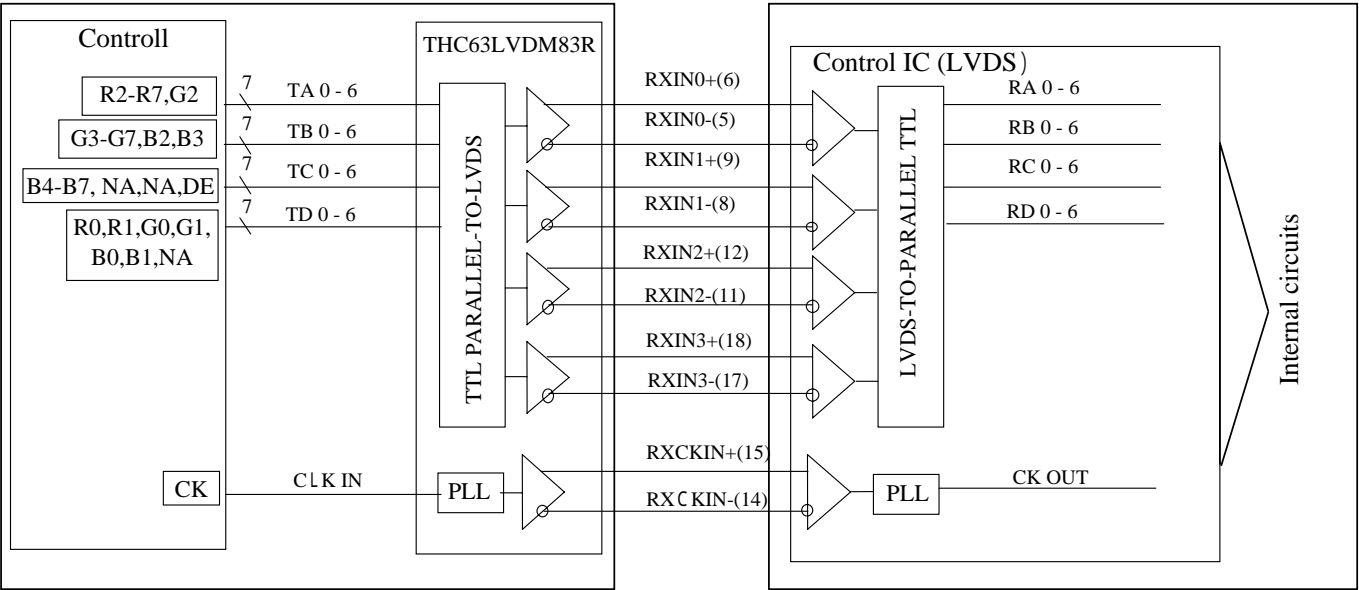 Controll
R2-R7,G2
G3-G7,B2,B3
B4-B7, NA,NA,DE
R0,R1,G0,G1,
B0,B1,NA
CK
7
TA 0 - 6
7
TB 0 - 6
7
TC 0 - 6
7
TD 0 - 6
CLK IN
THC63LVDM83R
TTL PARALLEL-TO-LVDS
PLL
RXIN0+(6)
RXIN0-(5)
RXIN1+(9)
RXIN1-(8)
RXIN2+(12)
RXIN2-(11)
RXIN3+(18)
RXIN3-(17)
RXCKIN+(15)
RXCKIN-(14)
Control IC (LVDS)
LVDS-TO-PARALLEL TTL
PLL
RA 0 - 6
RB 0 - 6
RC 0 - 6
RD 0 - 6
CK OUT
Internal circuits